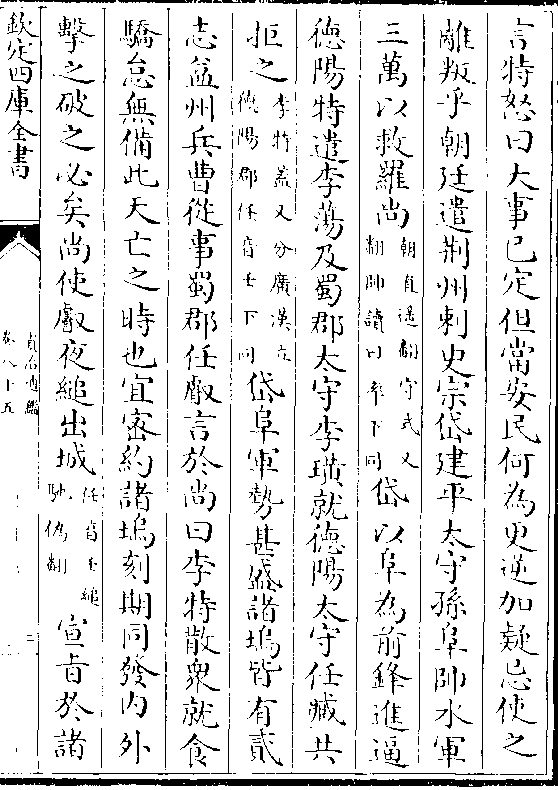 言特怒曰大事已定但當安民何為更逆加疑忌使之
離叛乎朝廷遣荆州刺史宗岱建平太守孫阜帥水軍
三萬以救羅尚朝直遥翻守式又翻帥讀曰率下同岱以阜為前鋒進逼
德陽特遣李蕩及蜀郡太守李璜就德陽太守任臧共
拒之李特蓋又分廣漢立德陽郡任音壬下同岱阜軍勢甚盛諸塢皆有貳
志益州兵曹從事蜀郡任叡言於尚曰李特散衆就食
驕怠無備此天亡之時也宜密約諸塢刻期同發内外
擊之破之必矣尚使叡夜縋出城任音壬縋馳偽翻宣旨於諸
欽定四庫全書
資治通鑑
卷八十五
三